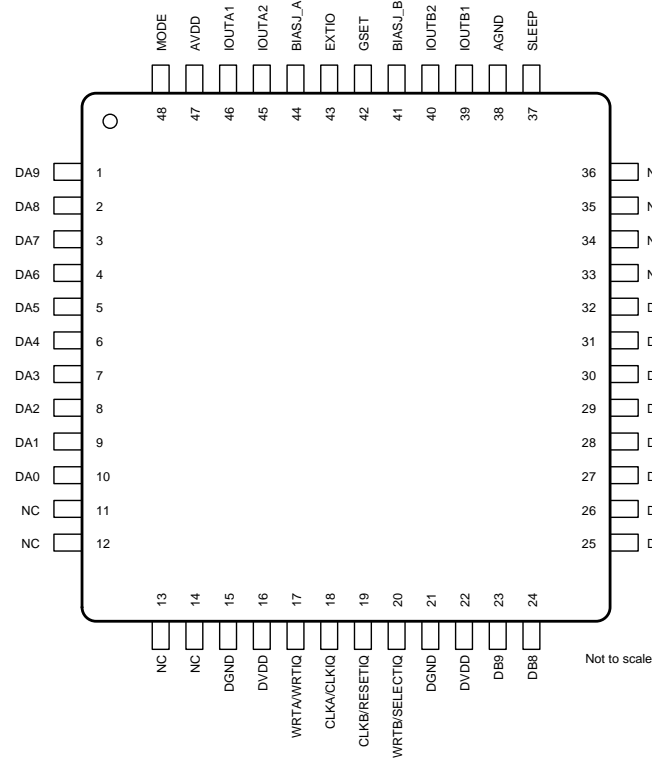 MODE
AVDD
IOUTA1
IOUTA2
BIASJ_A
EXTIO
GSET
BIASJ_B
IOUTB2
IOUTB1
AGND
SLEEP
48
47
46
45
44
43
42
41
40
39
38
37
DA9 1
DA8 2
DA7 3
DA6 4
DA5 5
DA4 6
DA3 7
DA2 8
DA1 9
DA0 10
NC 11
NC 12
36
35
34
33
32
31
30
29
28
27
26
25
13
14
15
16
17
18
19
20
21
22
23
24
NC
NC
DGND
DVDD
WRTA/WRTIQ
CLKA/CLKIQ
CLKB/RESETIQ
WRTB/SELECTIQ
DGND
DVDD
DB9
DB8
Not to scale